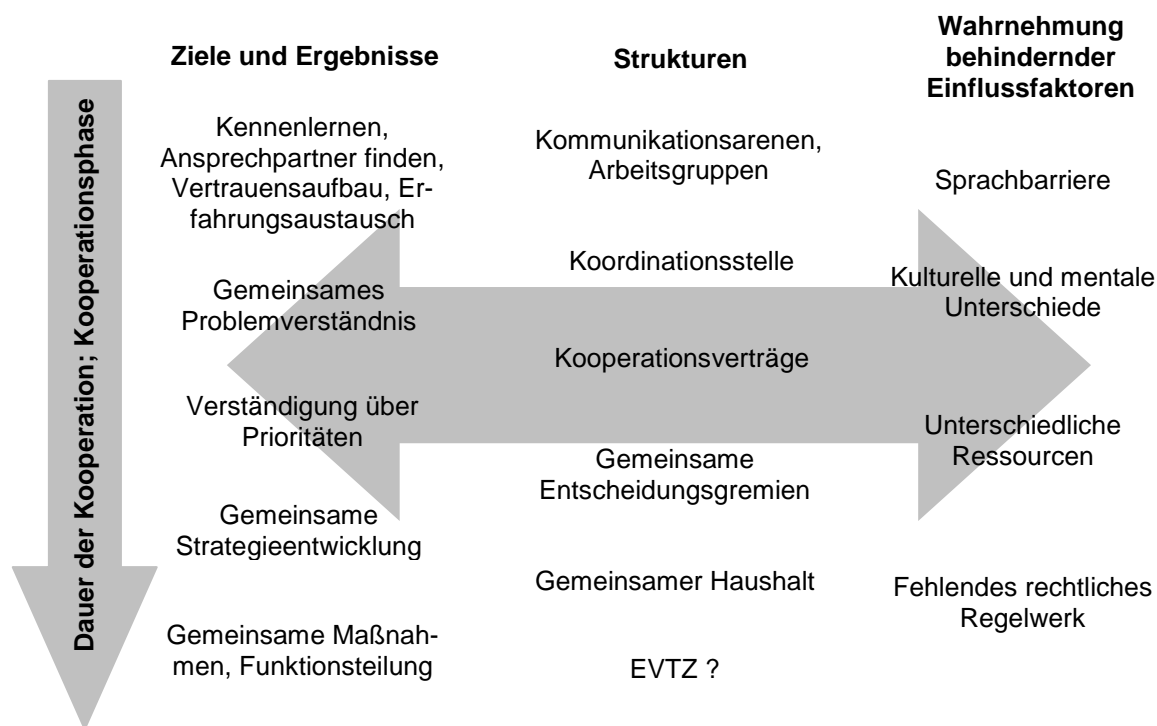 Dauer der Kooperation; Kooperationsphase
Ziele und Ergebnisse
Kennenlernen,
Ansprechpartner finden,
Vertrauensaufbau, Er-
fahrungsaustausch
Gemeinsames
Problemverständnis
Verständigung über
Prioritäten
Gemeinsame
Strategieentwicklung
Gemeinsame Maßnah-
men, Funktionsteilung
Strukturen
Kommunikationsarenen,
Arbeitsgruppen
Koordinationsstelle
Kooperationsverträge
Gemeinsame
Entscheidungsgremien
Gemeinsamer Haushalt
EVTZ ?
Wahrnehmung
behindernder
Einflussfaktoren
Sprachbarriere
Kulturelle und mentale
Unterschiede
Unterschiedliche
Ressourcen
Fehlendes rechtliches
Regelwerk